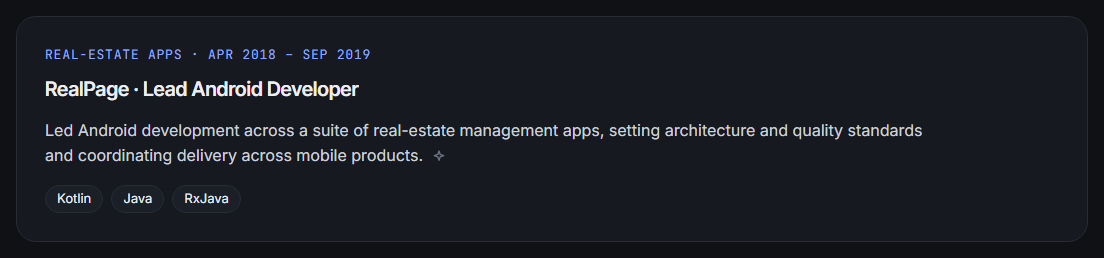 REAL-ESTATE APPS · APR 2018 – SEP 2019
RealPage · Lead Android Developer
Led Android development across a suite of real-estate management apps, setting architecture and quality standards
and coordinating delivery across mobile products.
Kotlin Java RxJava